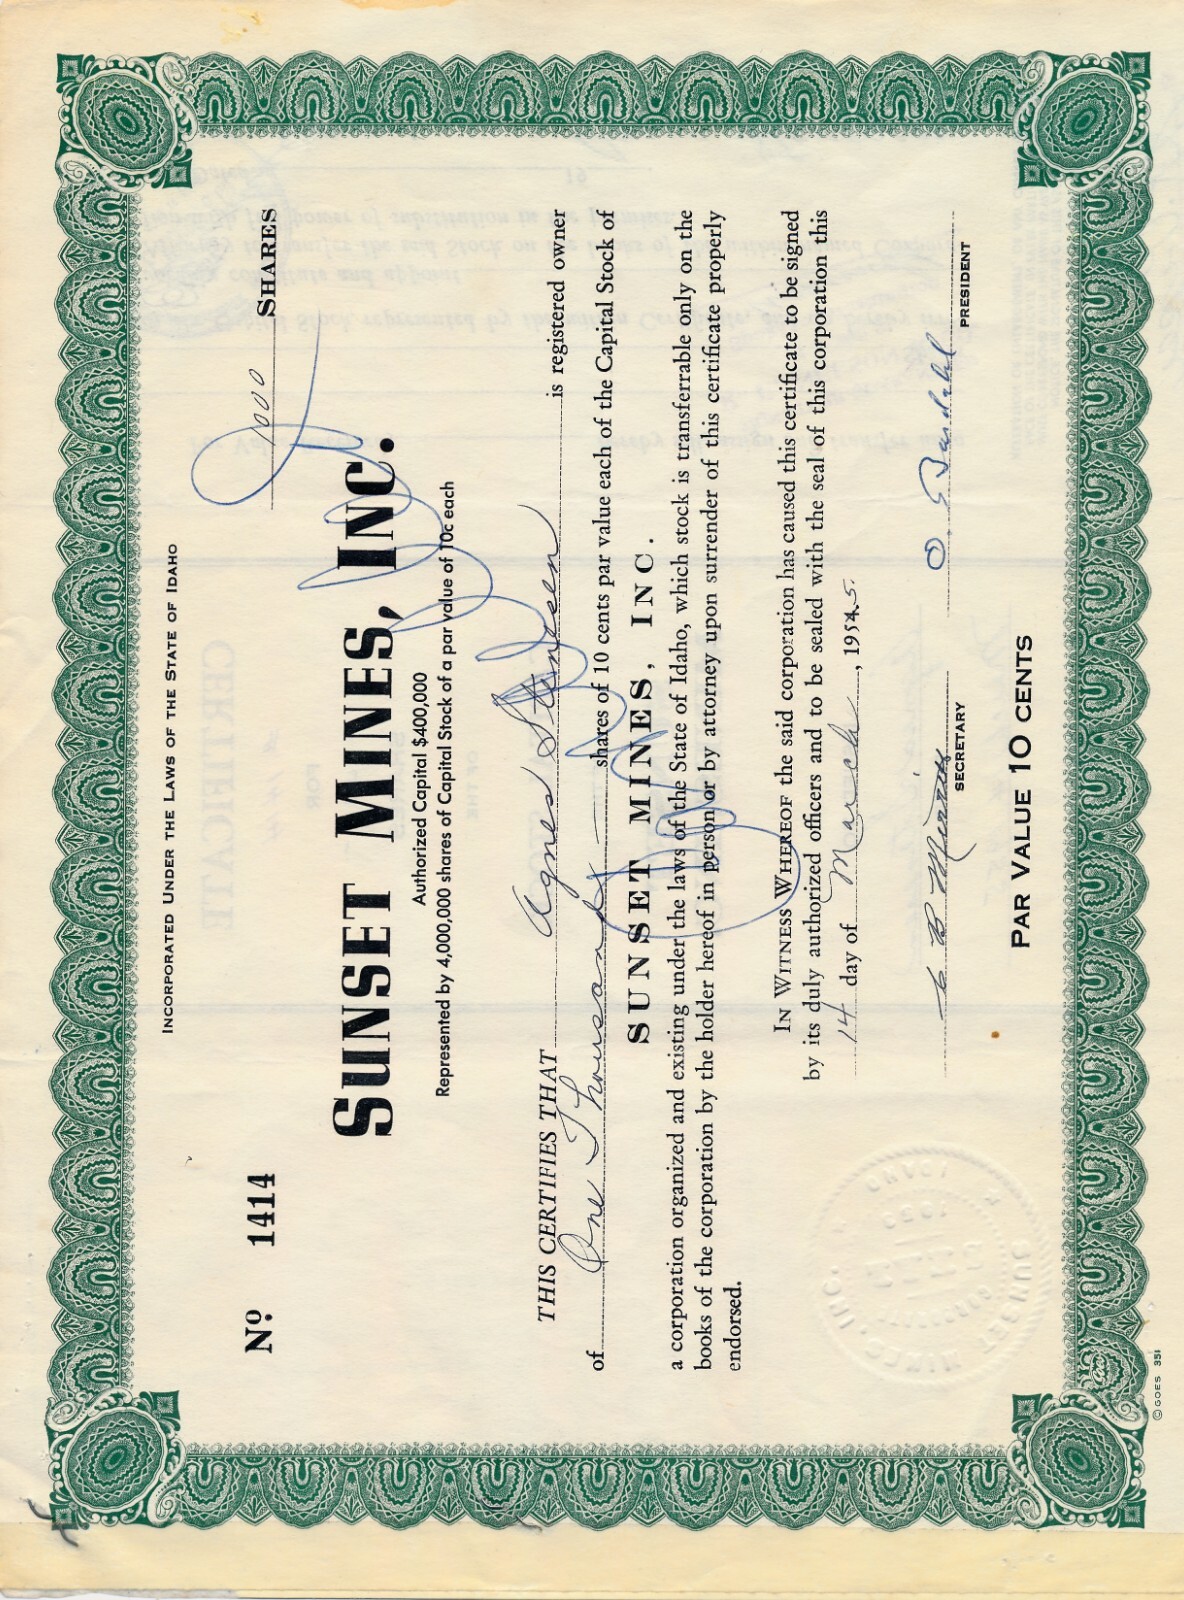 INCORPORATED UNDER THE LAWS OF THE STATE OF IDAHO
No. 1414
1000 SHARES
SUNSET MINES, INC.
Authorized Capital $400,000
Represented by 4,000,000 shares of Capital Stock of a par value of 10c each
THIS CERTIFIES THAT Agnes Stensen is registered owner
of One Thousand shares of 10 cents par value each of the Capital Stock of
SUNSET MINES, INC.
a corporation organized and existing under the laws of the State of Idaho, which stock is transferrable only on the
books of the corporation by the holder hereof in person or by attorney upon surrender of this certificate properly
endorsed.
IN WITNESS WHEREOF the said corporation has caused this certificate to be signed
by its duly authorized officers and to be sealed with the seal of this corporation this
14 day of March, 1955.
SECRETARY
PRESIDENT
PAR VALUE 10 CENTS
SUNSET MINES, INC.
IDAHO
© GOES 351